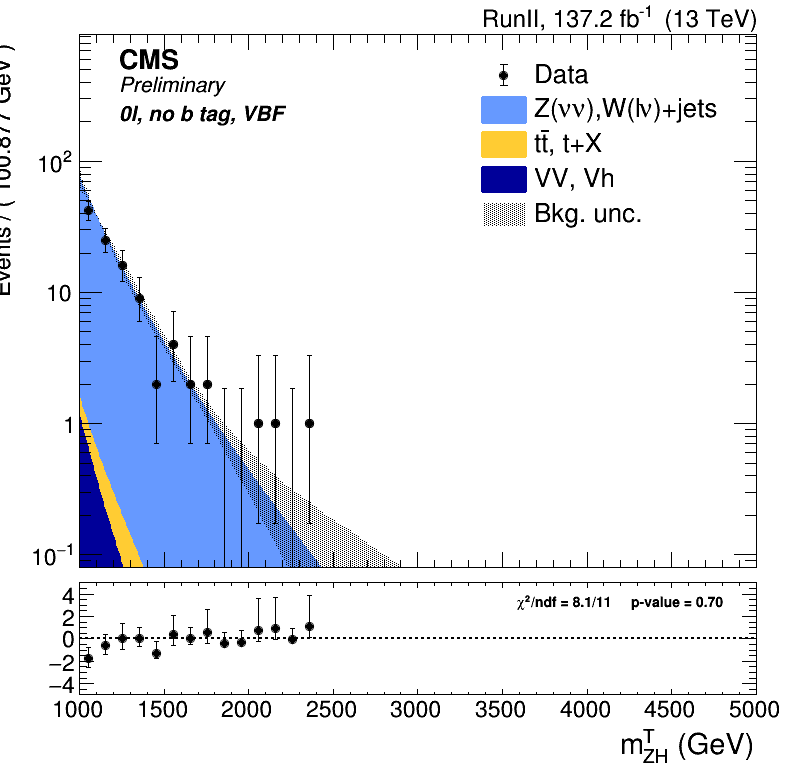 RunII, 137.2 fb⁻¹ (13 TeV)
CMS
Preliminary
0l, no b tag, VBF
Data
Z(νν),W(lν)+jets
tt̄, t+X
VV, Vh
Bkg. unc.
Events / ( 100.877 GeV )
10²
10
1
10⁻¹
χ²/ndf = 8.1/11 p-value = 0.70
4
2
0
−2
−4
1000 1500 2000 2500 3000 3500 4000 4500 5000
m^T_ZH (GeV)